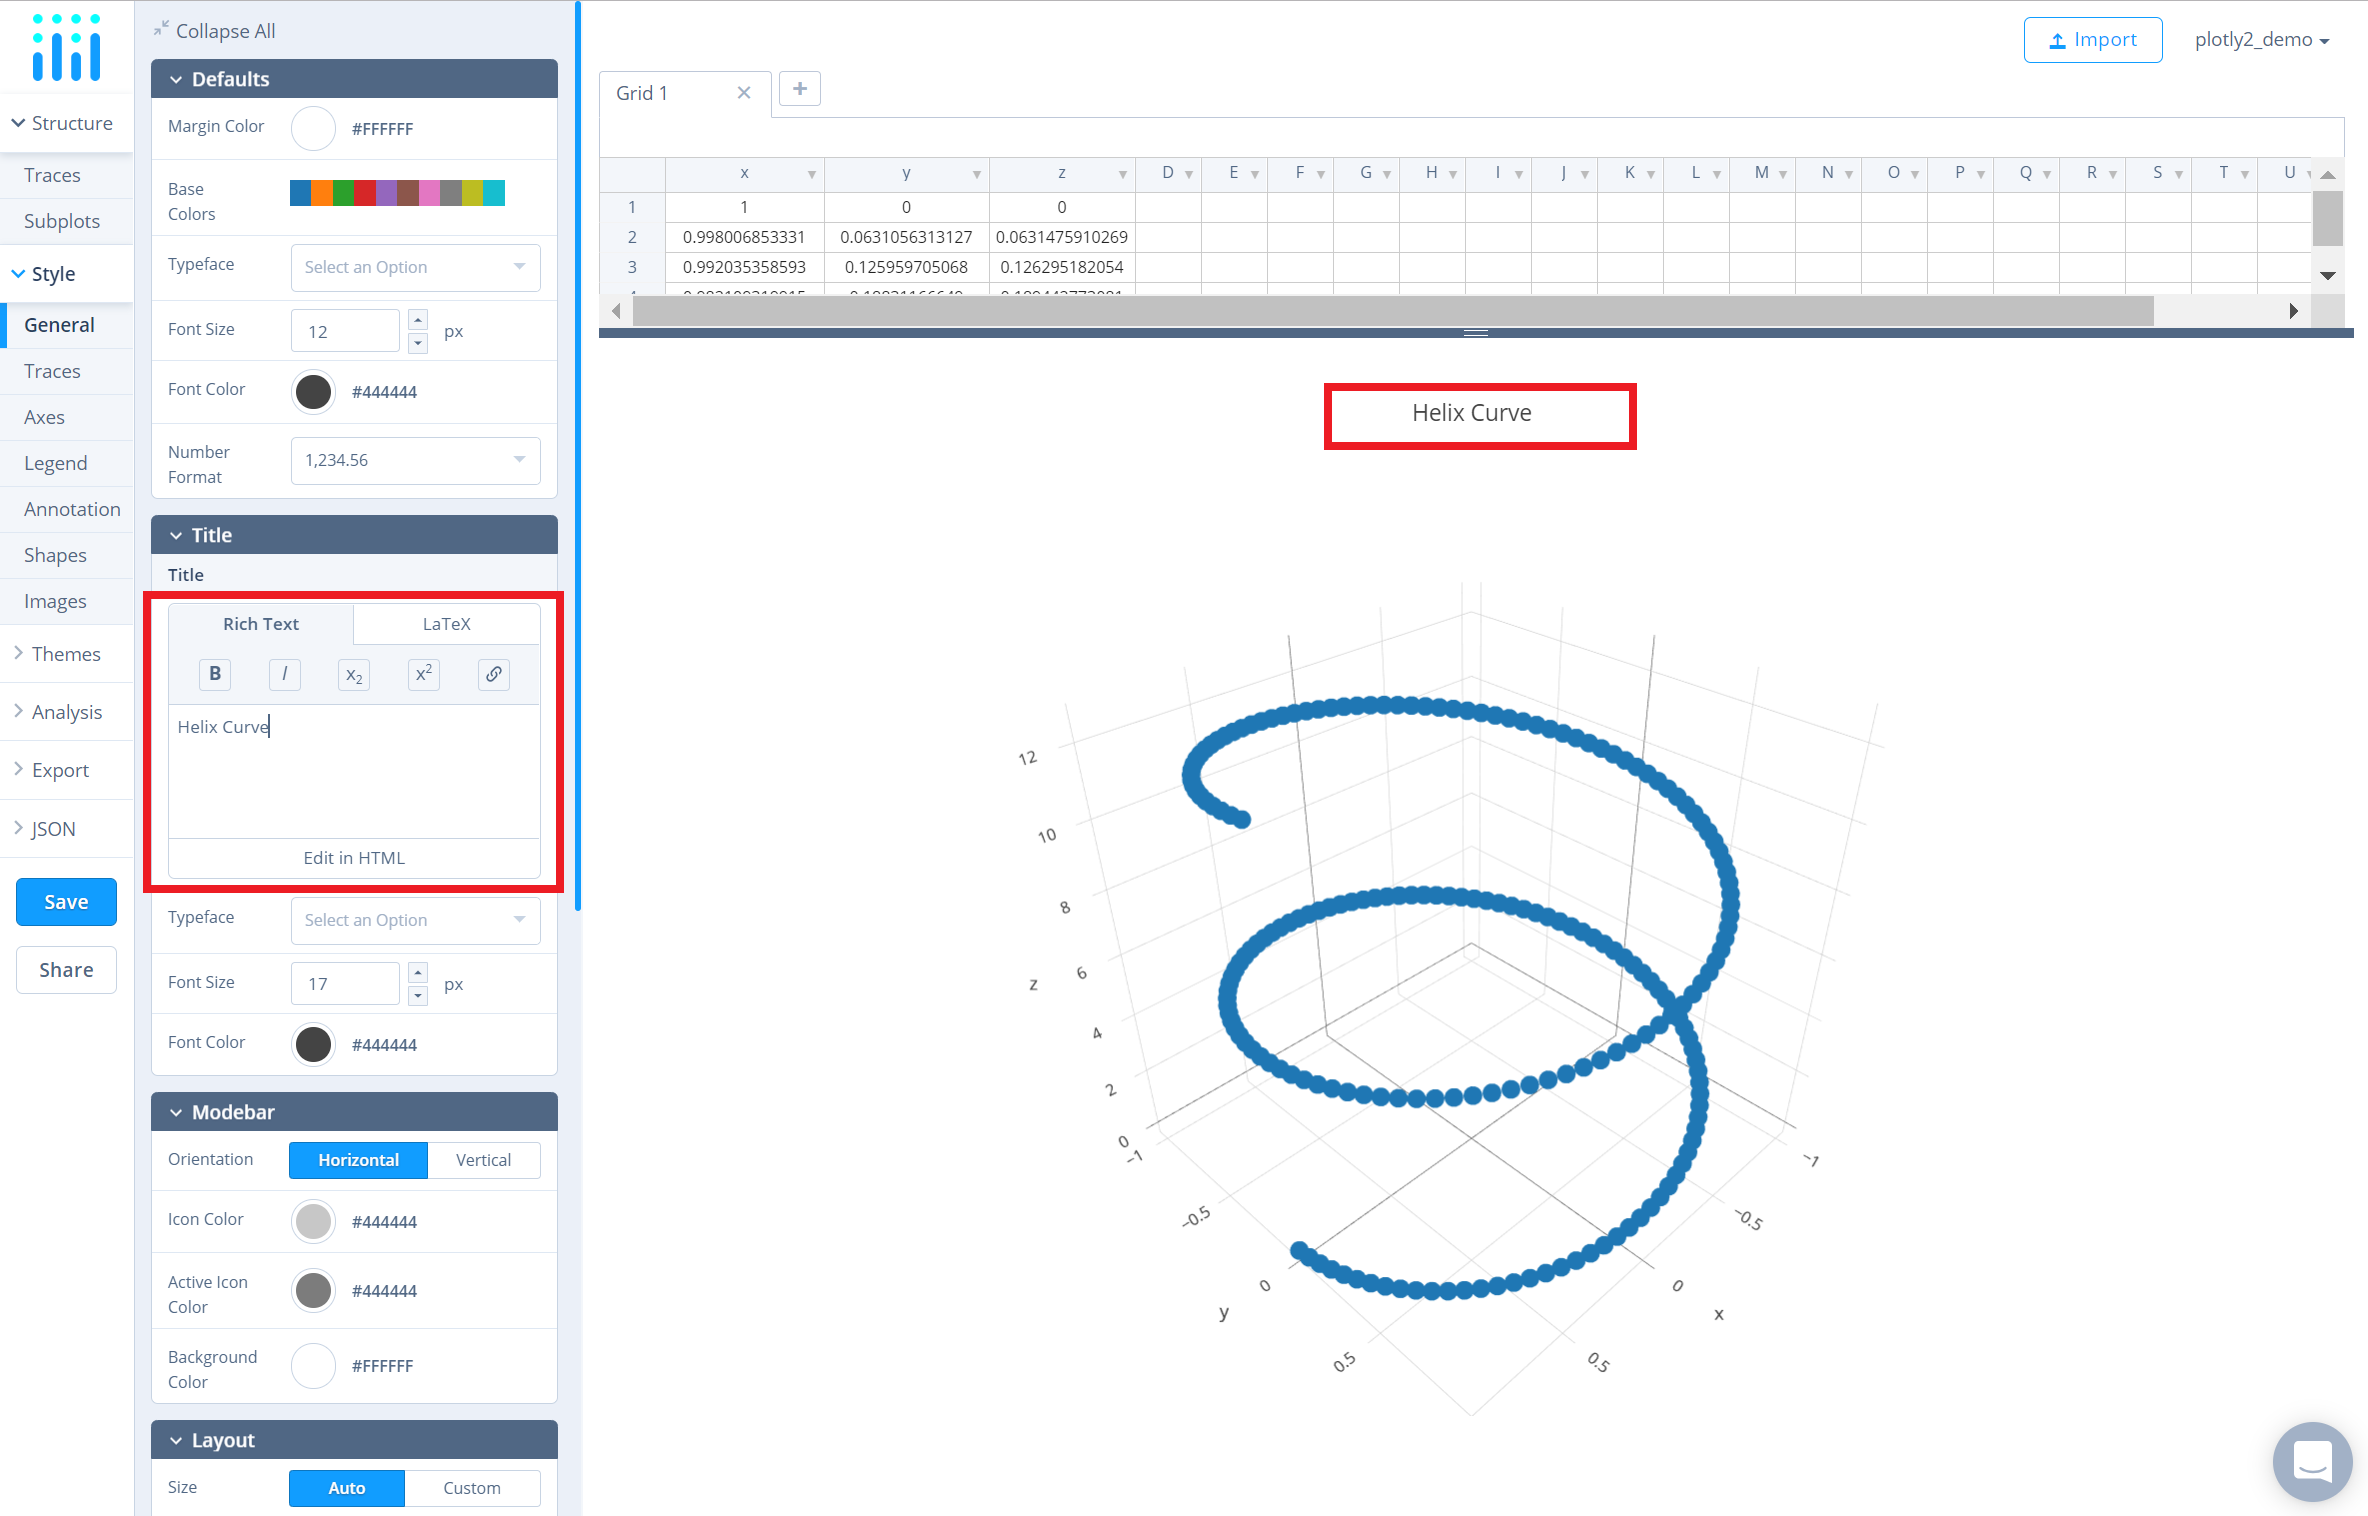 Collapse All
Structure
Traces
Subplots
Style
General
Traces
Axes
Legend
Annotation
Shapes
Images
Themes
Analysis
Export
JSON
Save
Share
Defaults
Margin Color #FFFFFF
Base
Colors
Typeface Select an Option
Font Size 12 px
Font Color #444444
Number
Format
1,234.56
Title
Title
Rich Text LaTeX
B I x₂ x²
Helix Curve
Edit in HTML
Typeface Select an Option
Font Size 17 px
Font Color #444444
Modebar
Orientation Horizontal Vertical
Icon Color #444444
Active Icon
Color
#444444
Background
Color
#FFFFFF
Layout
Size Auto Custom
Import plotly2_demo
Grid 1
x y z D E F G H I J K L M N O P Q R S T U
1 1 0 0
2 0.998006853331 0.0631056313127 0.0631475910269
3 0.992035358593 0.125959705068 0.126295182054
Helix Curve
12
10
8
6
z
4
2
0
−1
−0.5
0
y
0.5
−1
−0.5
0
x
0.5